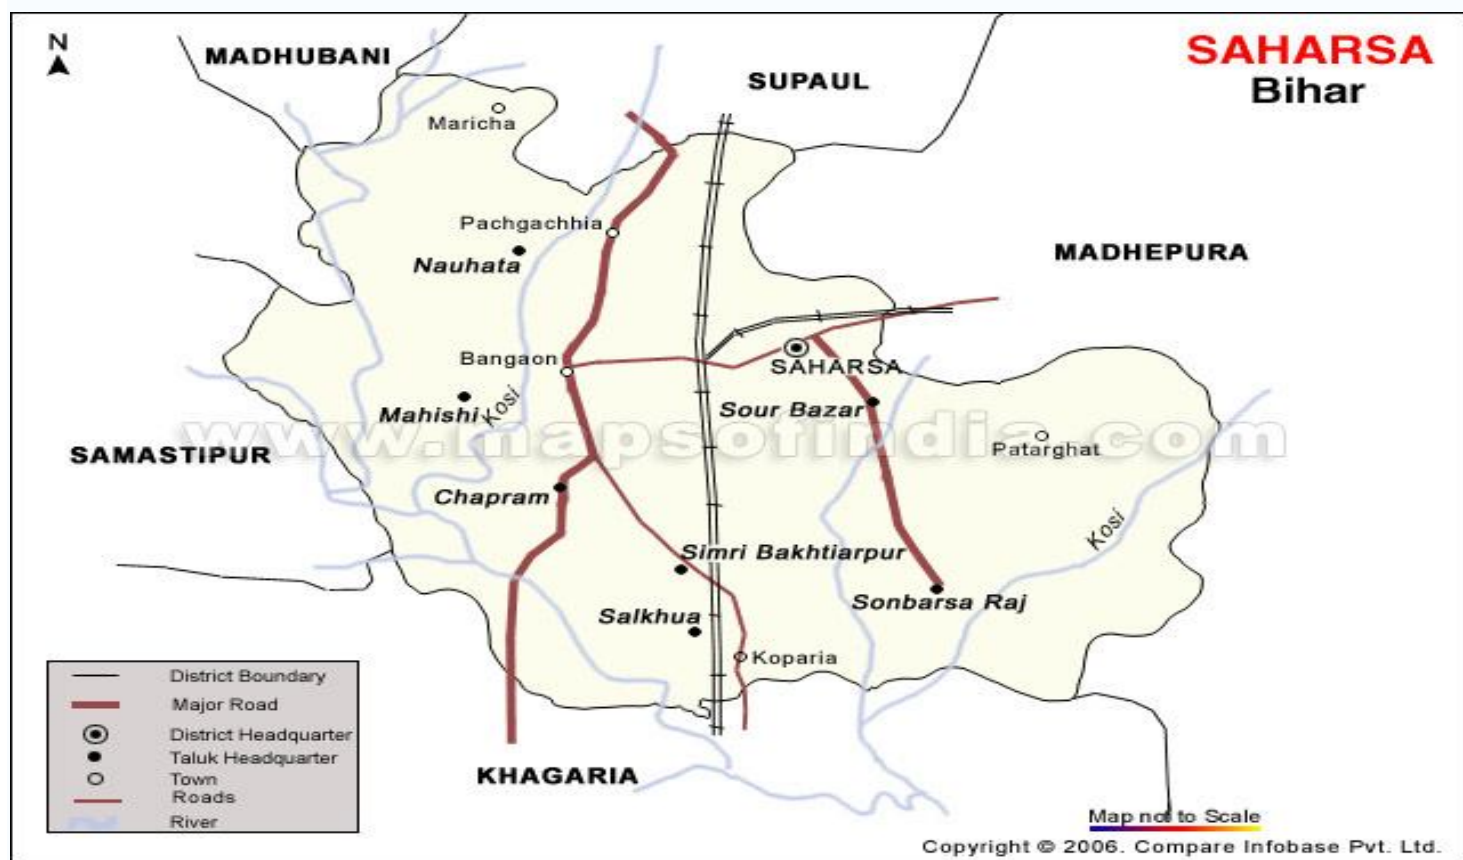 N
MADHUBANI
SUPAUL
SAHARSA
Bihar
Maricha
Pachgachhia
Nauhata
MADHEPURA
Bangaon
SAHARSA
Mahishi
Kosi
Sour Bazar
www.mapsofindia.com
Patarghat
SAMASTIPUR
Chapram
Kosi
Simri Bakhtiarpur
Sonbarsa Raj
Salkhua
Koparia
District Boundary
Major Road
District Headquarter
Taluk Headquarter
Town
Roads
River
KHAGARIA
Map not to Scale
Copyright © 2006. Compare Infobase Pvt. Ltd.